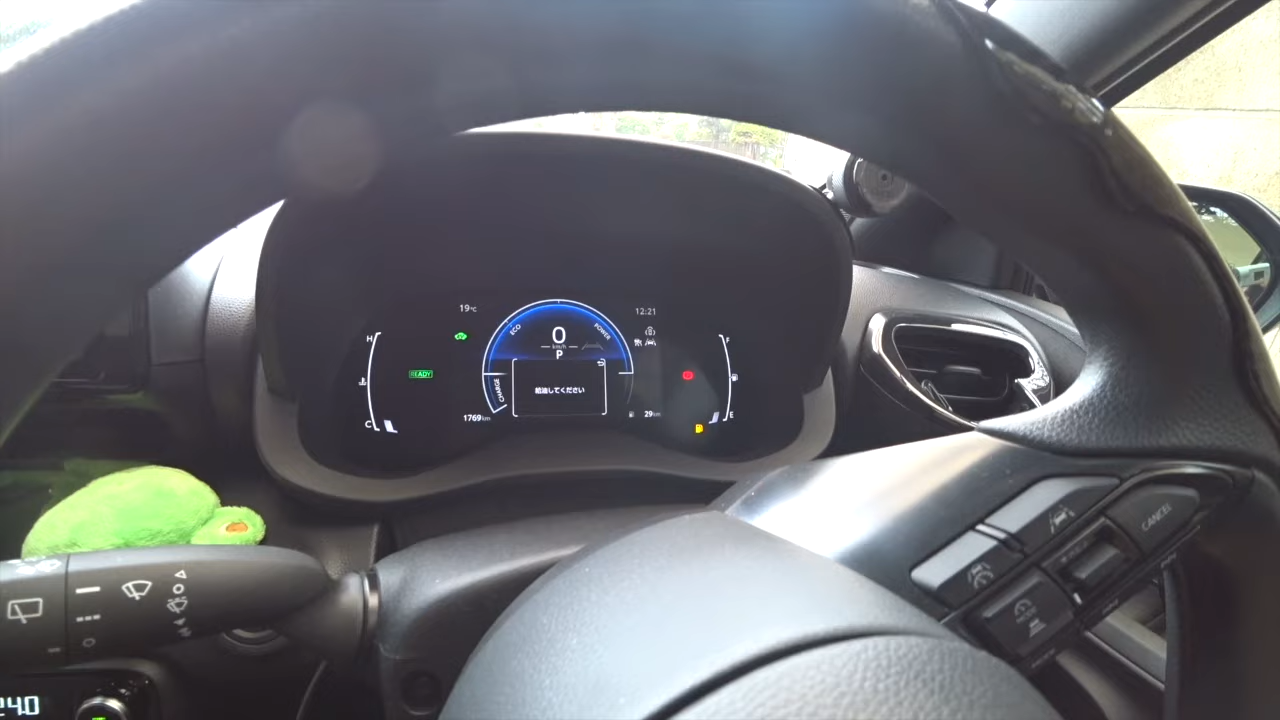 19°C
12:21
H
ECO
POWER
F
0
km/h
P
READY
給油してください
CHARGE
C
1769km
29km
E
CANCEL
240